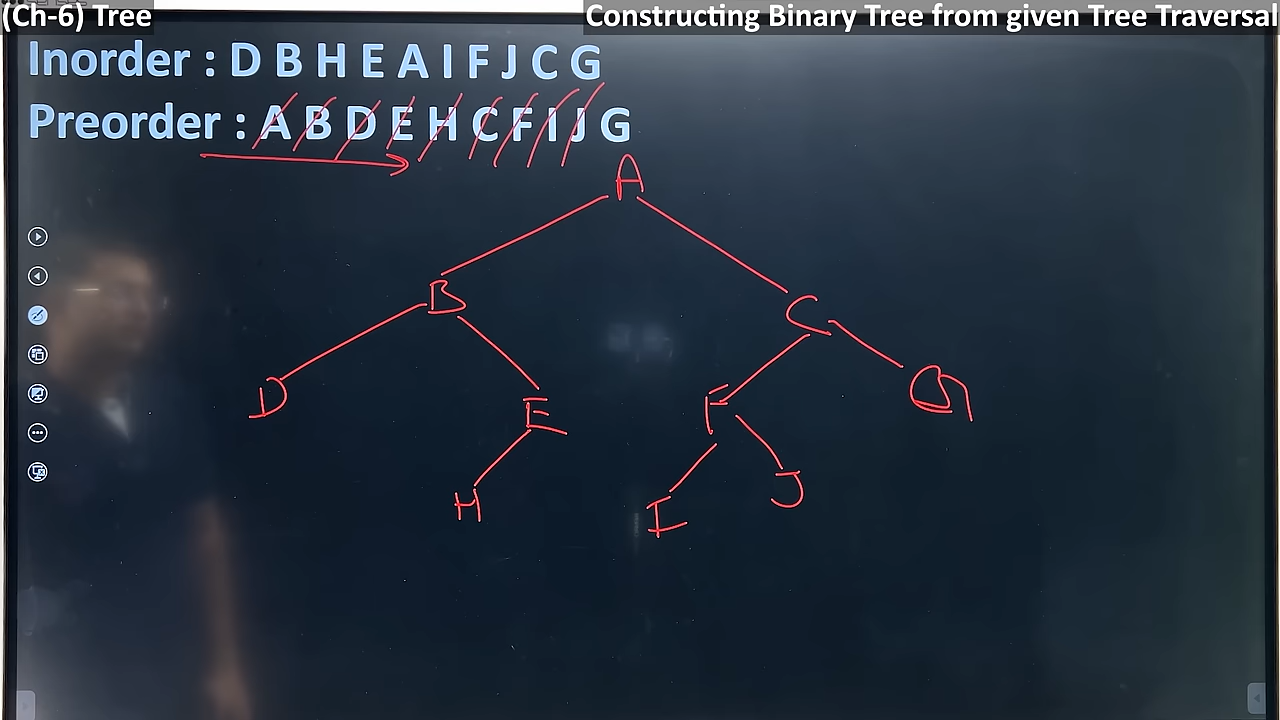 (Ch-6) Tree
Constructing Binary Tree from given Tree Traversal
Inorder : D B H E A I F J C G
Preorder : A B D E H C F I J G
A
B C
D E F G
H I J